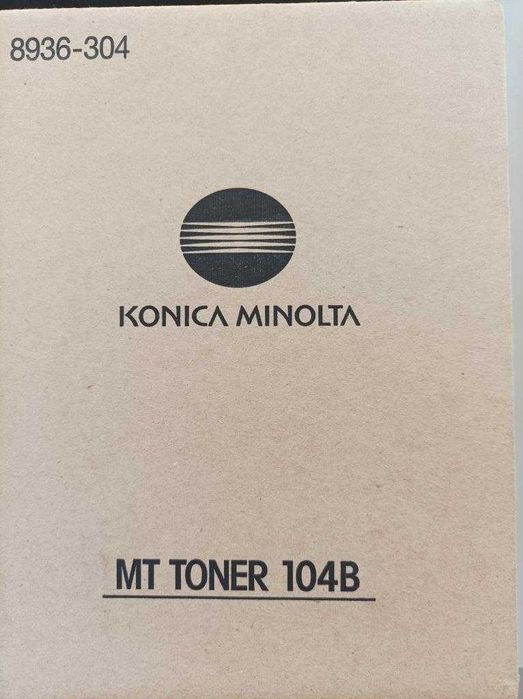 8936-304
KONICA MINOLTA
MT TONER 104B